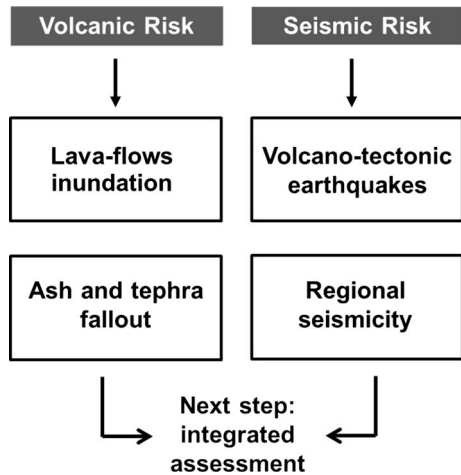 Volcanic Risk
Seismic Risk
Lava-flows
inundation
Volcano-tectonic
earthquakes
Ash and tephra
fallout
Regional
seismicity
Next step:
integrated
assessment